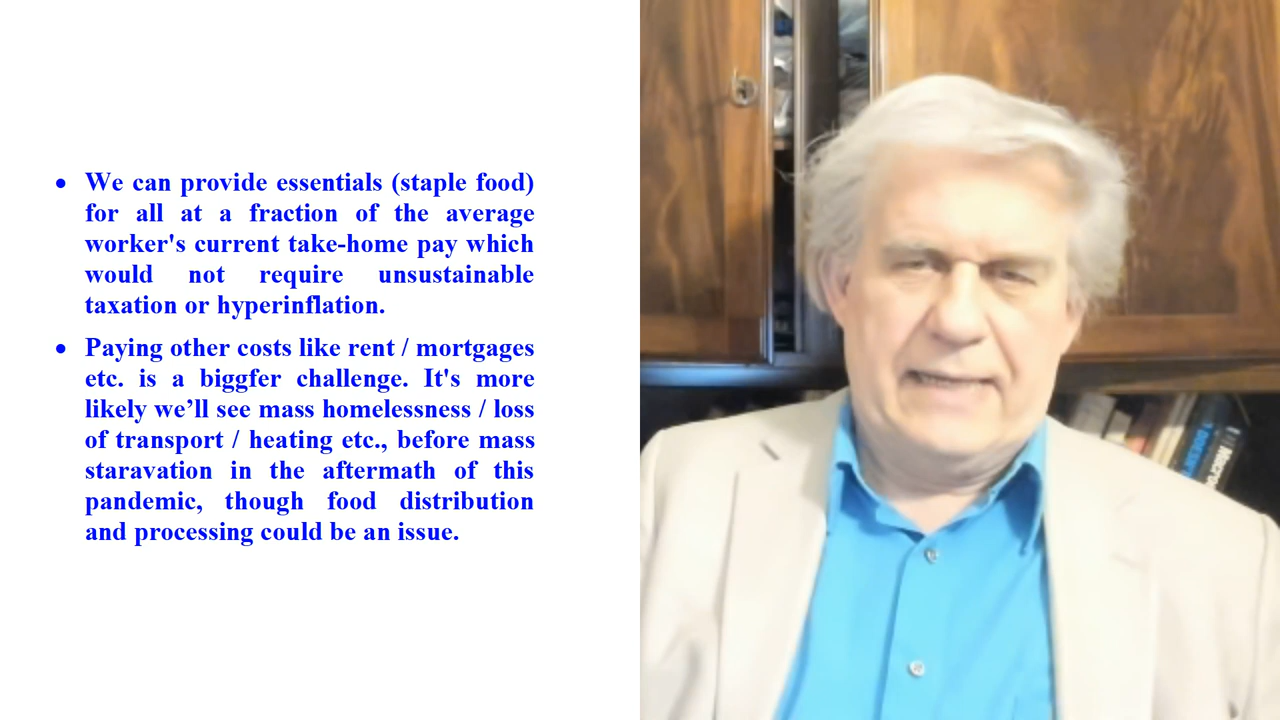 • We can provide essentials (staple food)
for all at a fraction of the average
worker's current take-home pay which
would not require unsustainable
taxation or hyperinflation.
• Paying other costs like rent / mortgages
etc. is a biggfer challenge. It's more
likely we’ll see mass homelessness / loss
of transport / heating etc., before mass
staravation in the aftermath of this
pandemic, though food distribution
and processing could be an issue.